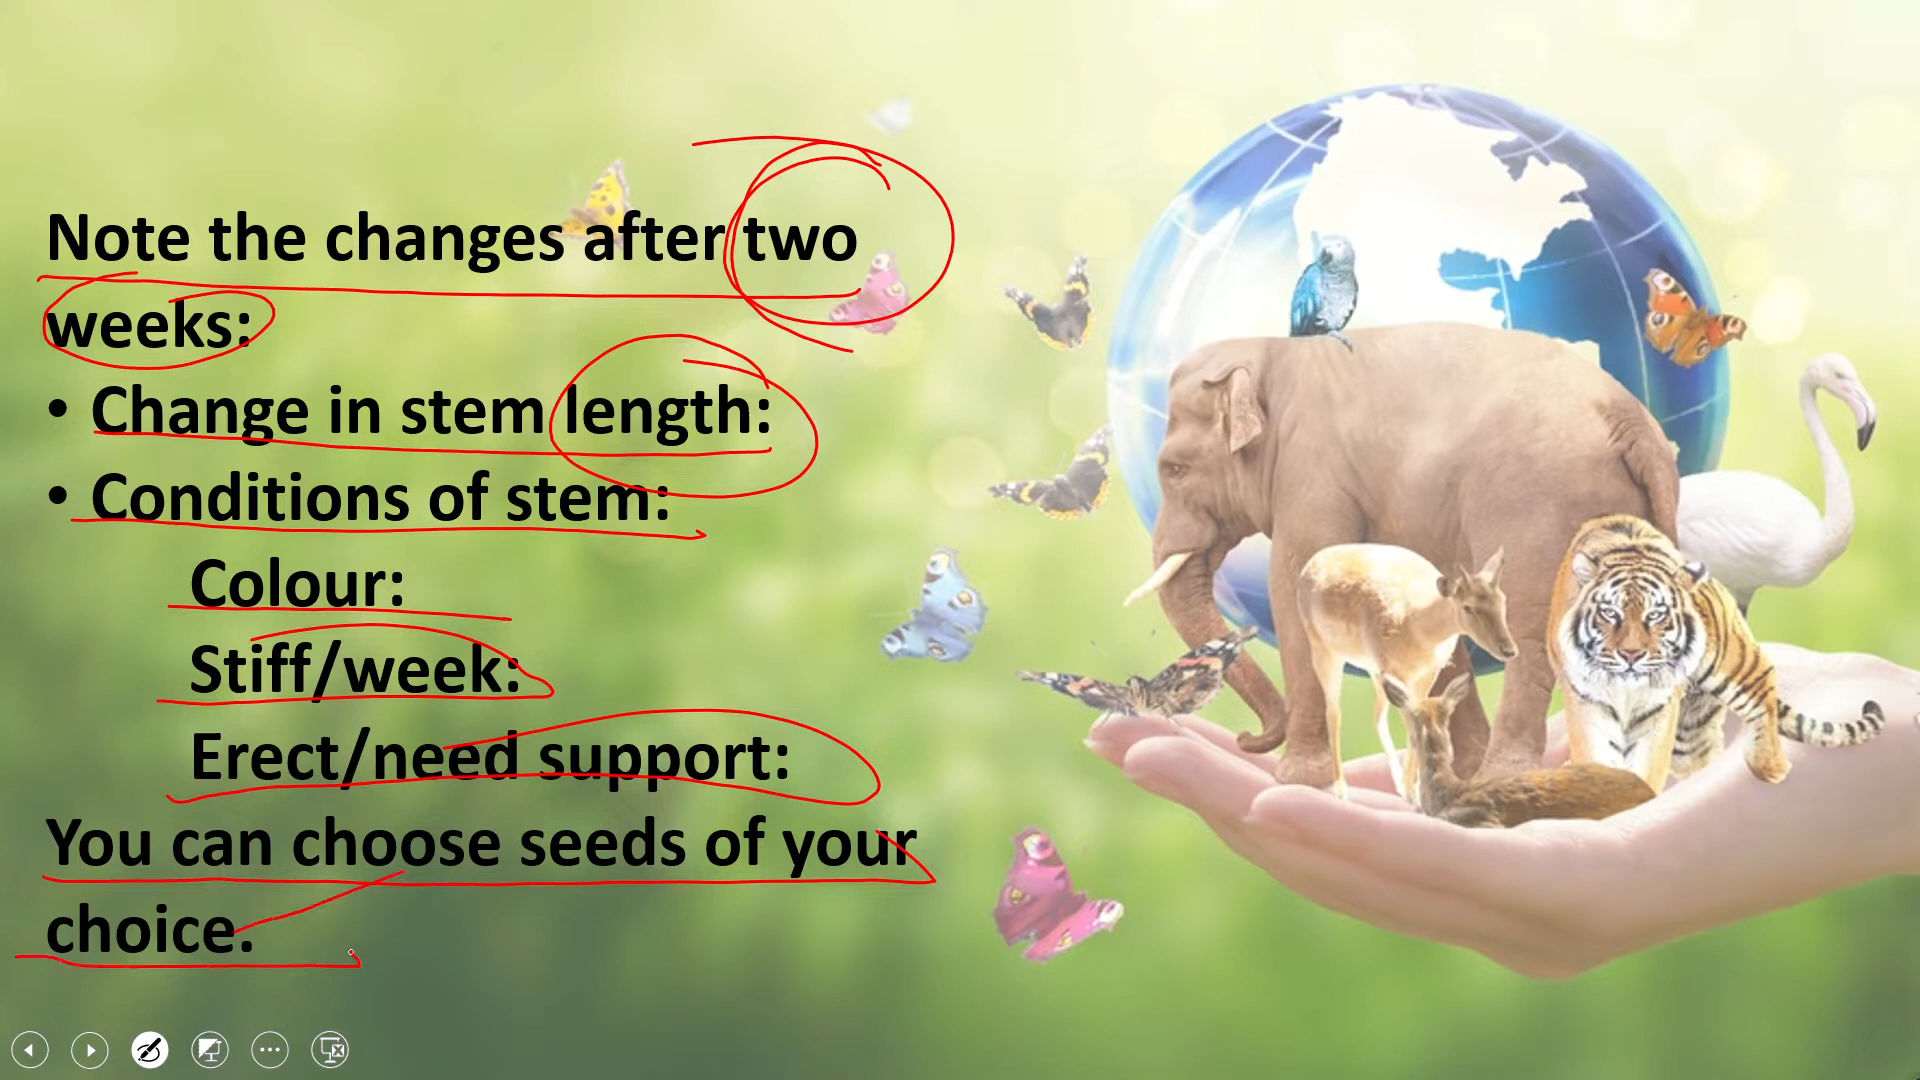 Note the changes after two
weeks:
• Change in stem length:
• Conditions of stem:
Colour:
Stiff/week:
Erect/need support:
You can choose seeds of your
choice.